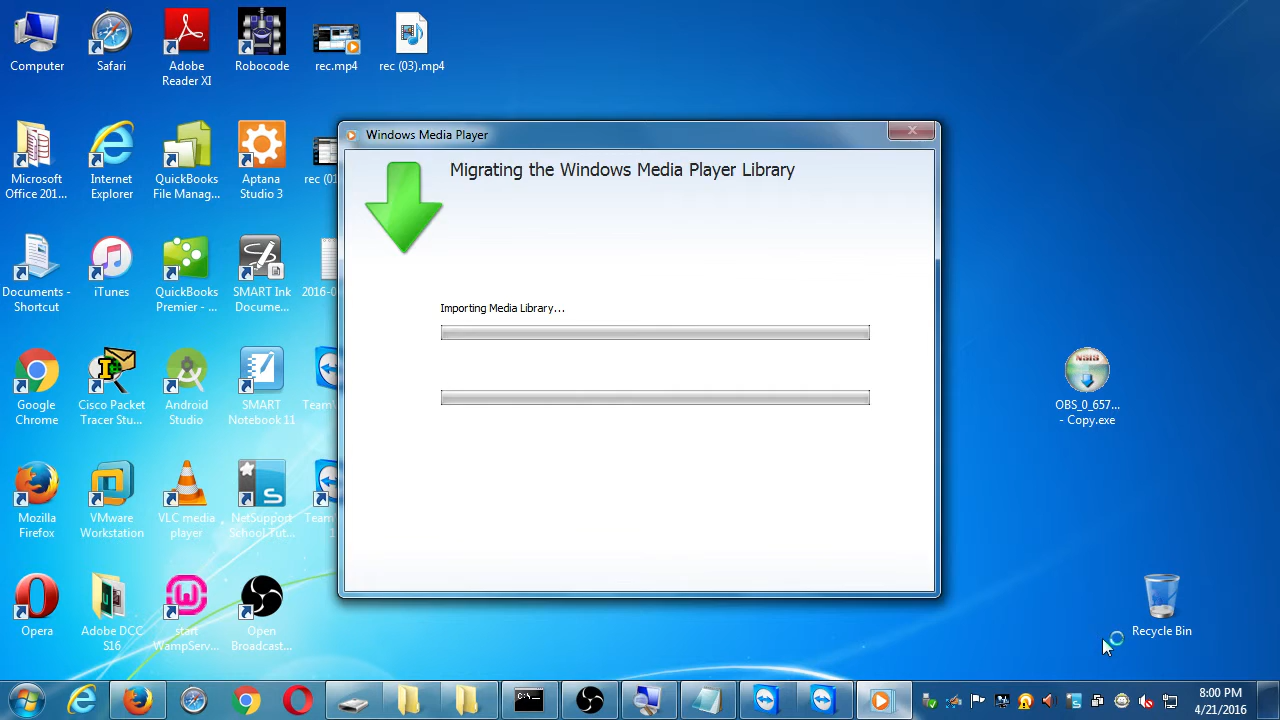 Computer
Safari
Adobe
Reader XI
Robocode
rec.mp4
rec (03).mp4
Microsoft
Office 201...
Internet
Explorer
QuickBooks
File Manag...
Aptana
Studio 3
rec (01
Documents -
Shortcut
iTunes
QuickBooks
Premier - ...
SMART Ink
Docume...
2016-0
Google
Chrome
Cisco Packet
Tracer Stu...
Android
Studio
SMART
Notebook 11
TeamV
Mozilla
Firefox
VMware
Workstation
VLC media
player
NetSupport
School Tut...
Team
1
Opera
Adobe DCC
S16
start
WampServ...
Open
Broadcast...
Windows Media Player
Migrating the Windows Media Player Library
Importing Media Library...
NSIS
OBS_0_657...
- Copy.exe
Recycle Bin
C:\
8:00 PM
4/21/2016